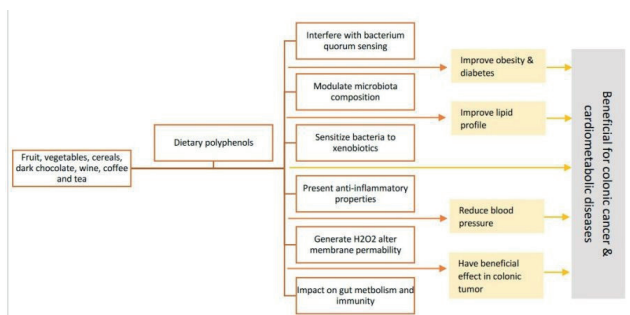 Interfere with bacterium
quorum sensing
Improve obesity &
diabetes
Modulate microbiota
composition
Improve lipid
profile
Dietary polyphenols
Sensitize bacteria to
xenobiotics
Fruit, vegetables, cereals,
dark chocolate, wine, coffee
and tea
Present anti-inflammatory
properties
Reduce blood
pressure
Generate H2O2 alter
membrane permability
Have beneficial
effect in colonic
tumor
Impact on gut metbolism and
immunity
Beneficial for colonic cancer &
cardiometabolic diseases